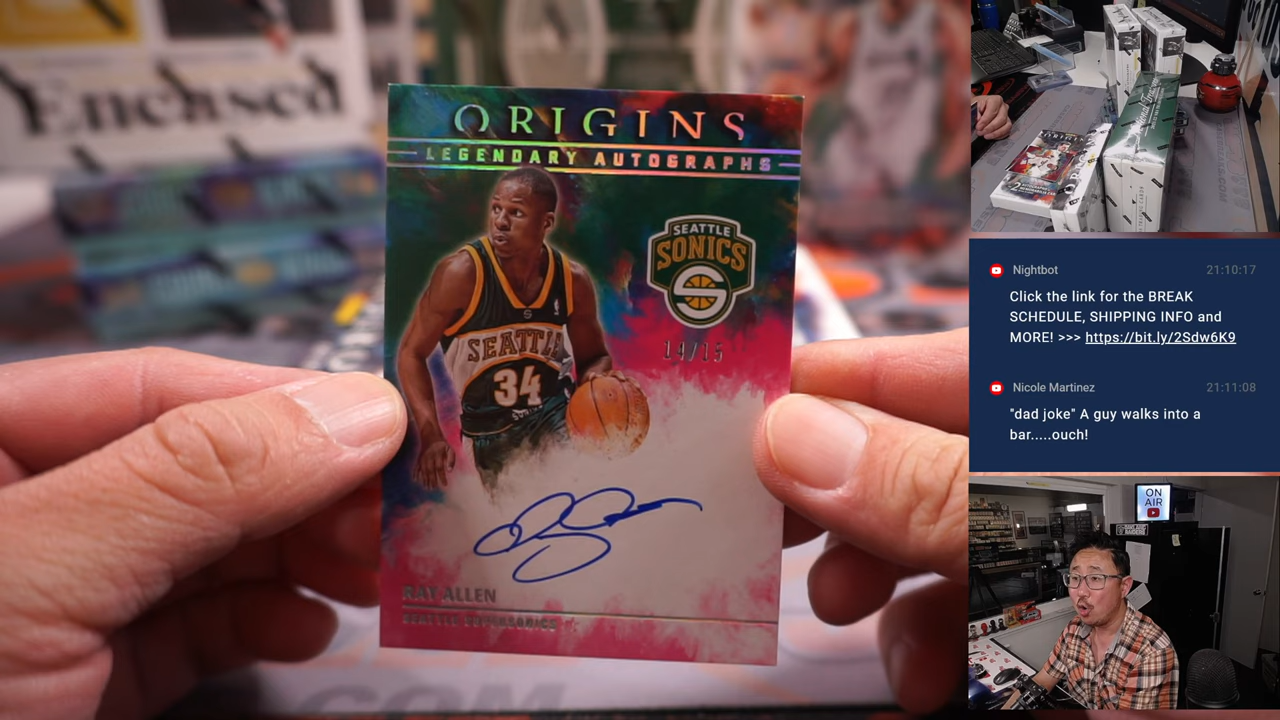 Encased
ORIGINS
LEGENDARY AUTOGRAPHS
SEATTLE
SONICS
S
14/15
SEATTLE
34
RAY ALLEN
SEATTLE SUPERSONICS
Nightbot 21:10:17
Click the link for the BREAK
SCHEDULE, SHIPPING INFO and
MORE! >>> https://bit.ly/2Sdw6K9
Nicole Martinez 21:11:08
"dad joke" A guy walks into a
bar.....ouch!
ON
AIR